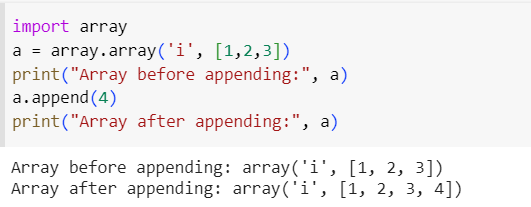 import array
a = array.array('i', [1,2,3])
print("Array before appending:", a)
a.append(4)
print("Array after appending:", a)
Array before appending: array('i', [1, 2, 3])
Array after appending: array('i', [1, 2, 3, 4])